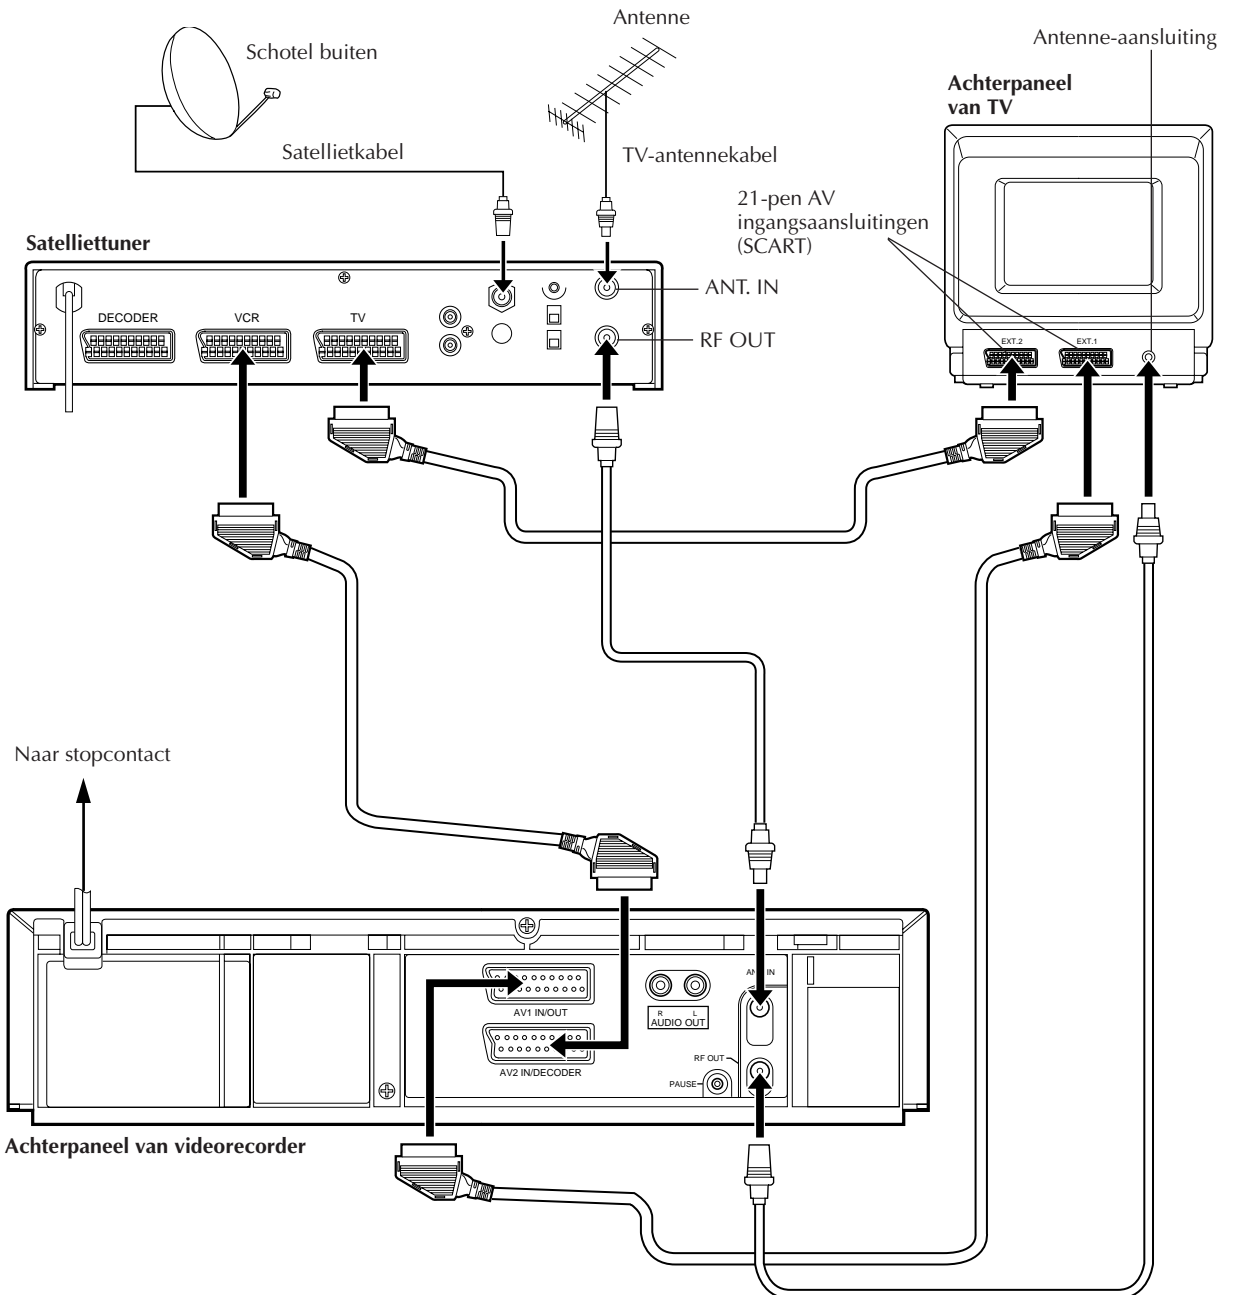 Antenne
Schotel buiten
Antenne-aansluiting
Achterpaneel
van TV
Satellietkabel
TV-antennekabel
21-pen AV
ingangsaansluitingen
(SCART)
Satelliettuner
ANT. IN
DECODER
VCR
TV
RF OUT
EXT.2
EXT.1
Naar stopcontact
ANT. IN
AV1 IN/OUT
R L
AUDIO OUT
RF OUT
AV2 IN/DECODER
PAUSE
Achterpaneel van videorecorder